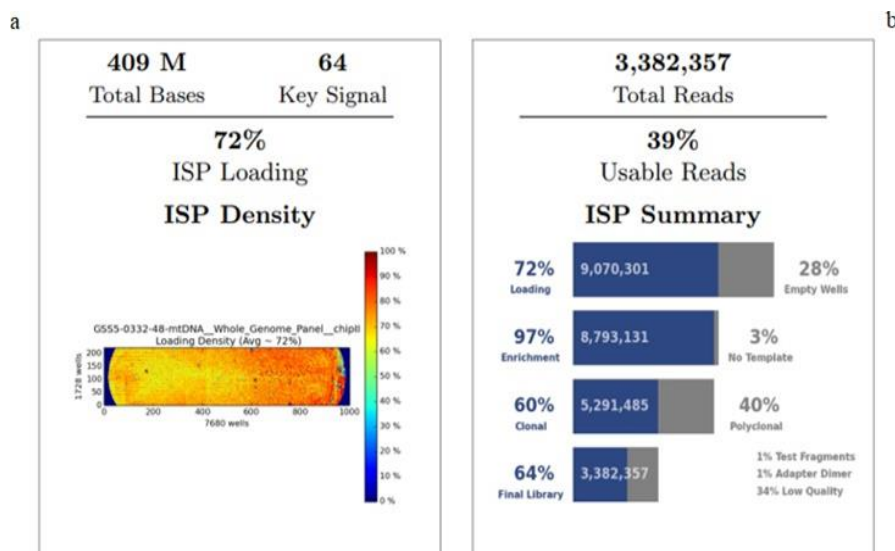 a
b
409 M
Total Bases
64
Key Signal
72%
ISP Loading
ISP Density
100 %
90 %
80 %
70 %
60 %
50 %
40 %
30 %
20 %
10 %
0 %
Loading Density (Avg ~ 72%)
1728 wells
200
150
100
50
0
0
200
400
600
800
1000
7680 wells
3,382,357
Total Reads
39%
Usable Reads
ISP Summary
72%
Loading
9,070,301
28%
Empty Wells
97%
Enrichment
8,793,131
3%
No Template
60%
Clonal
5,291,485
40%
Polyclonal
64%
Final Library
3,382,357
1% Test Fragments
1% Adapter Dimer
34% Low Quality